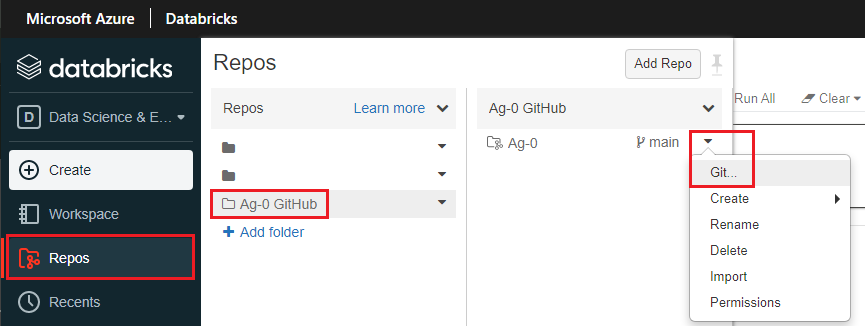 Microsoft Azure Databricks
databricks
D Data Science & E...
Create
Workspace
Repos
Recents
Repos
Add Repo
Repos Learn more
Ag-0 GitHub
Add folder
Ag-0 GitHub
Ag-0 main
Git...
Create
Rename
Delete
Import
Permissions
Run All Clear